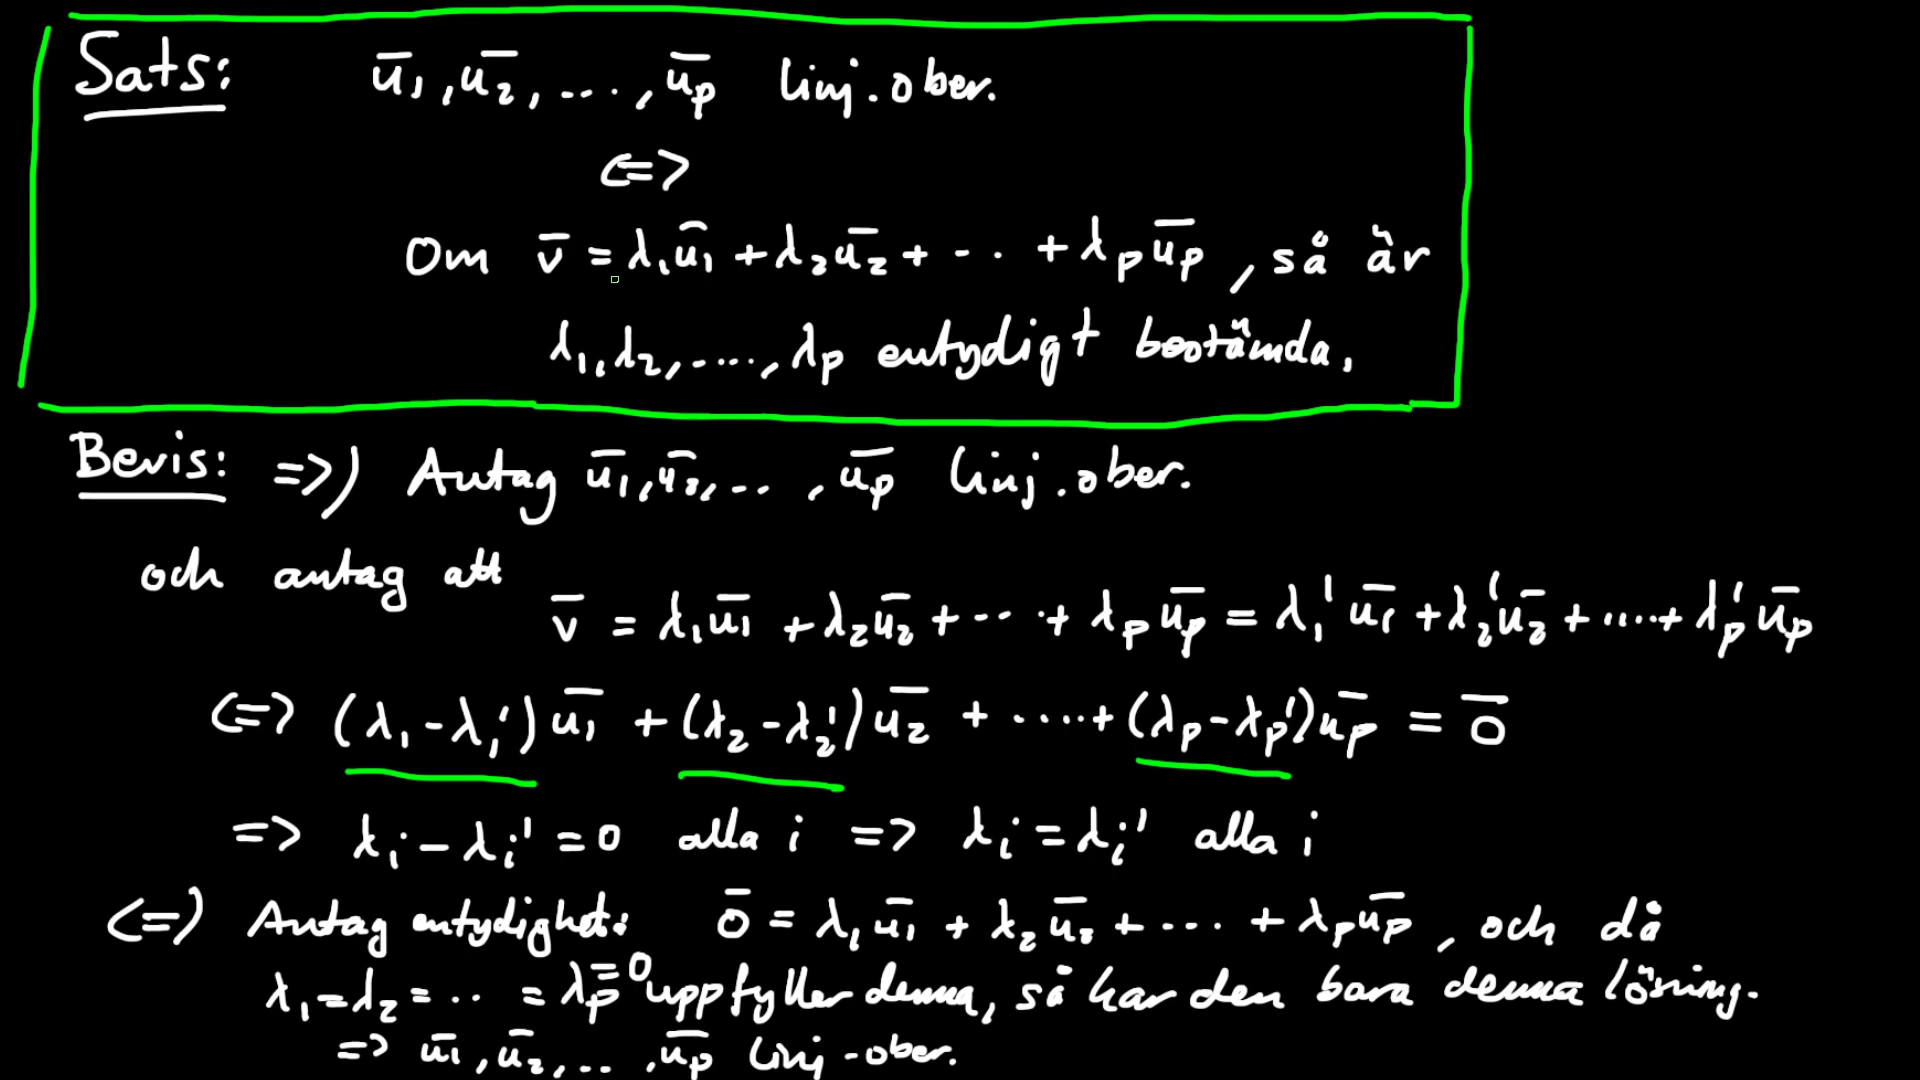 Sats: ū₁, ū₂, ..., ūₚ linj. ober.
<=>
Om v̄ = λ₁ū₁ + λ₂ū₂ + ... + λₚūₚ, så är
λ₁, λ₂, ...., λₚ entydigt bestämda.
Bevis: =>) Antag ū₁, ū₂, ..., ūₚ linj. ober.
och antag att
v̄ = λ₁ū₁ + λ₂ū₂ + ... + λₚūₚ = λ₁'ū₁ + λ₂'ū₂ + .... + λₚ'ūₚ
<=> (λ₁ - λ₁')ū₁ + (λ₂ - λ₂')ū₂ + .... + (λₚ - λₚ')ūₚ = 0̄
=> λᵢ - λᵢ' = 0 alla i => λᵢ = λᵢ' alla i
<=) Antag entydighet: 0̄ = λ₁ū₁ + λ₂ū₂ + ... + λₚūₚ, och då
λ₁ = λ₂ = .. = λₚ = 0 uppfyller denna, så har den bara denna lösning.
=> ū₁, ū₂, .., ūₚ linj-ober.